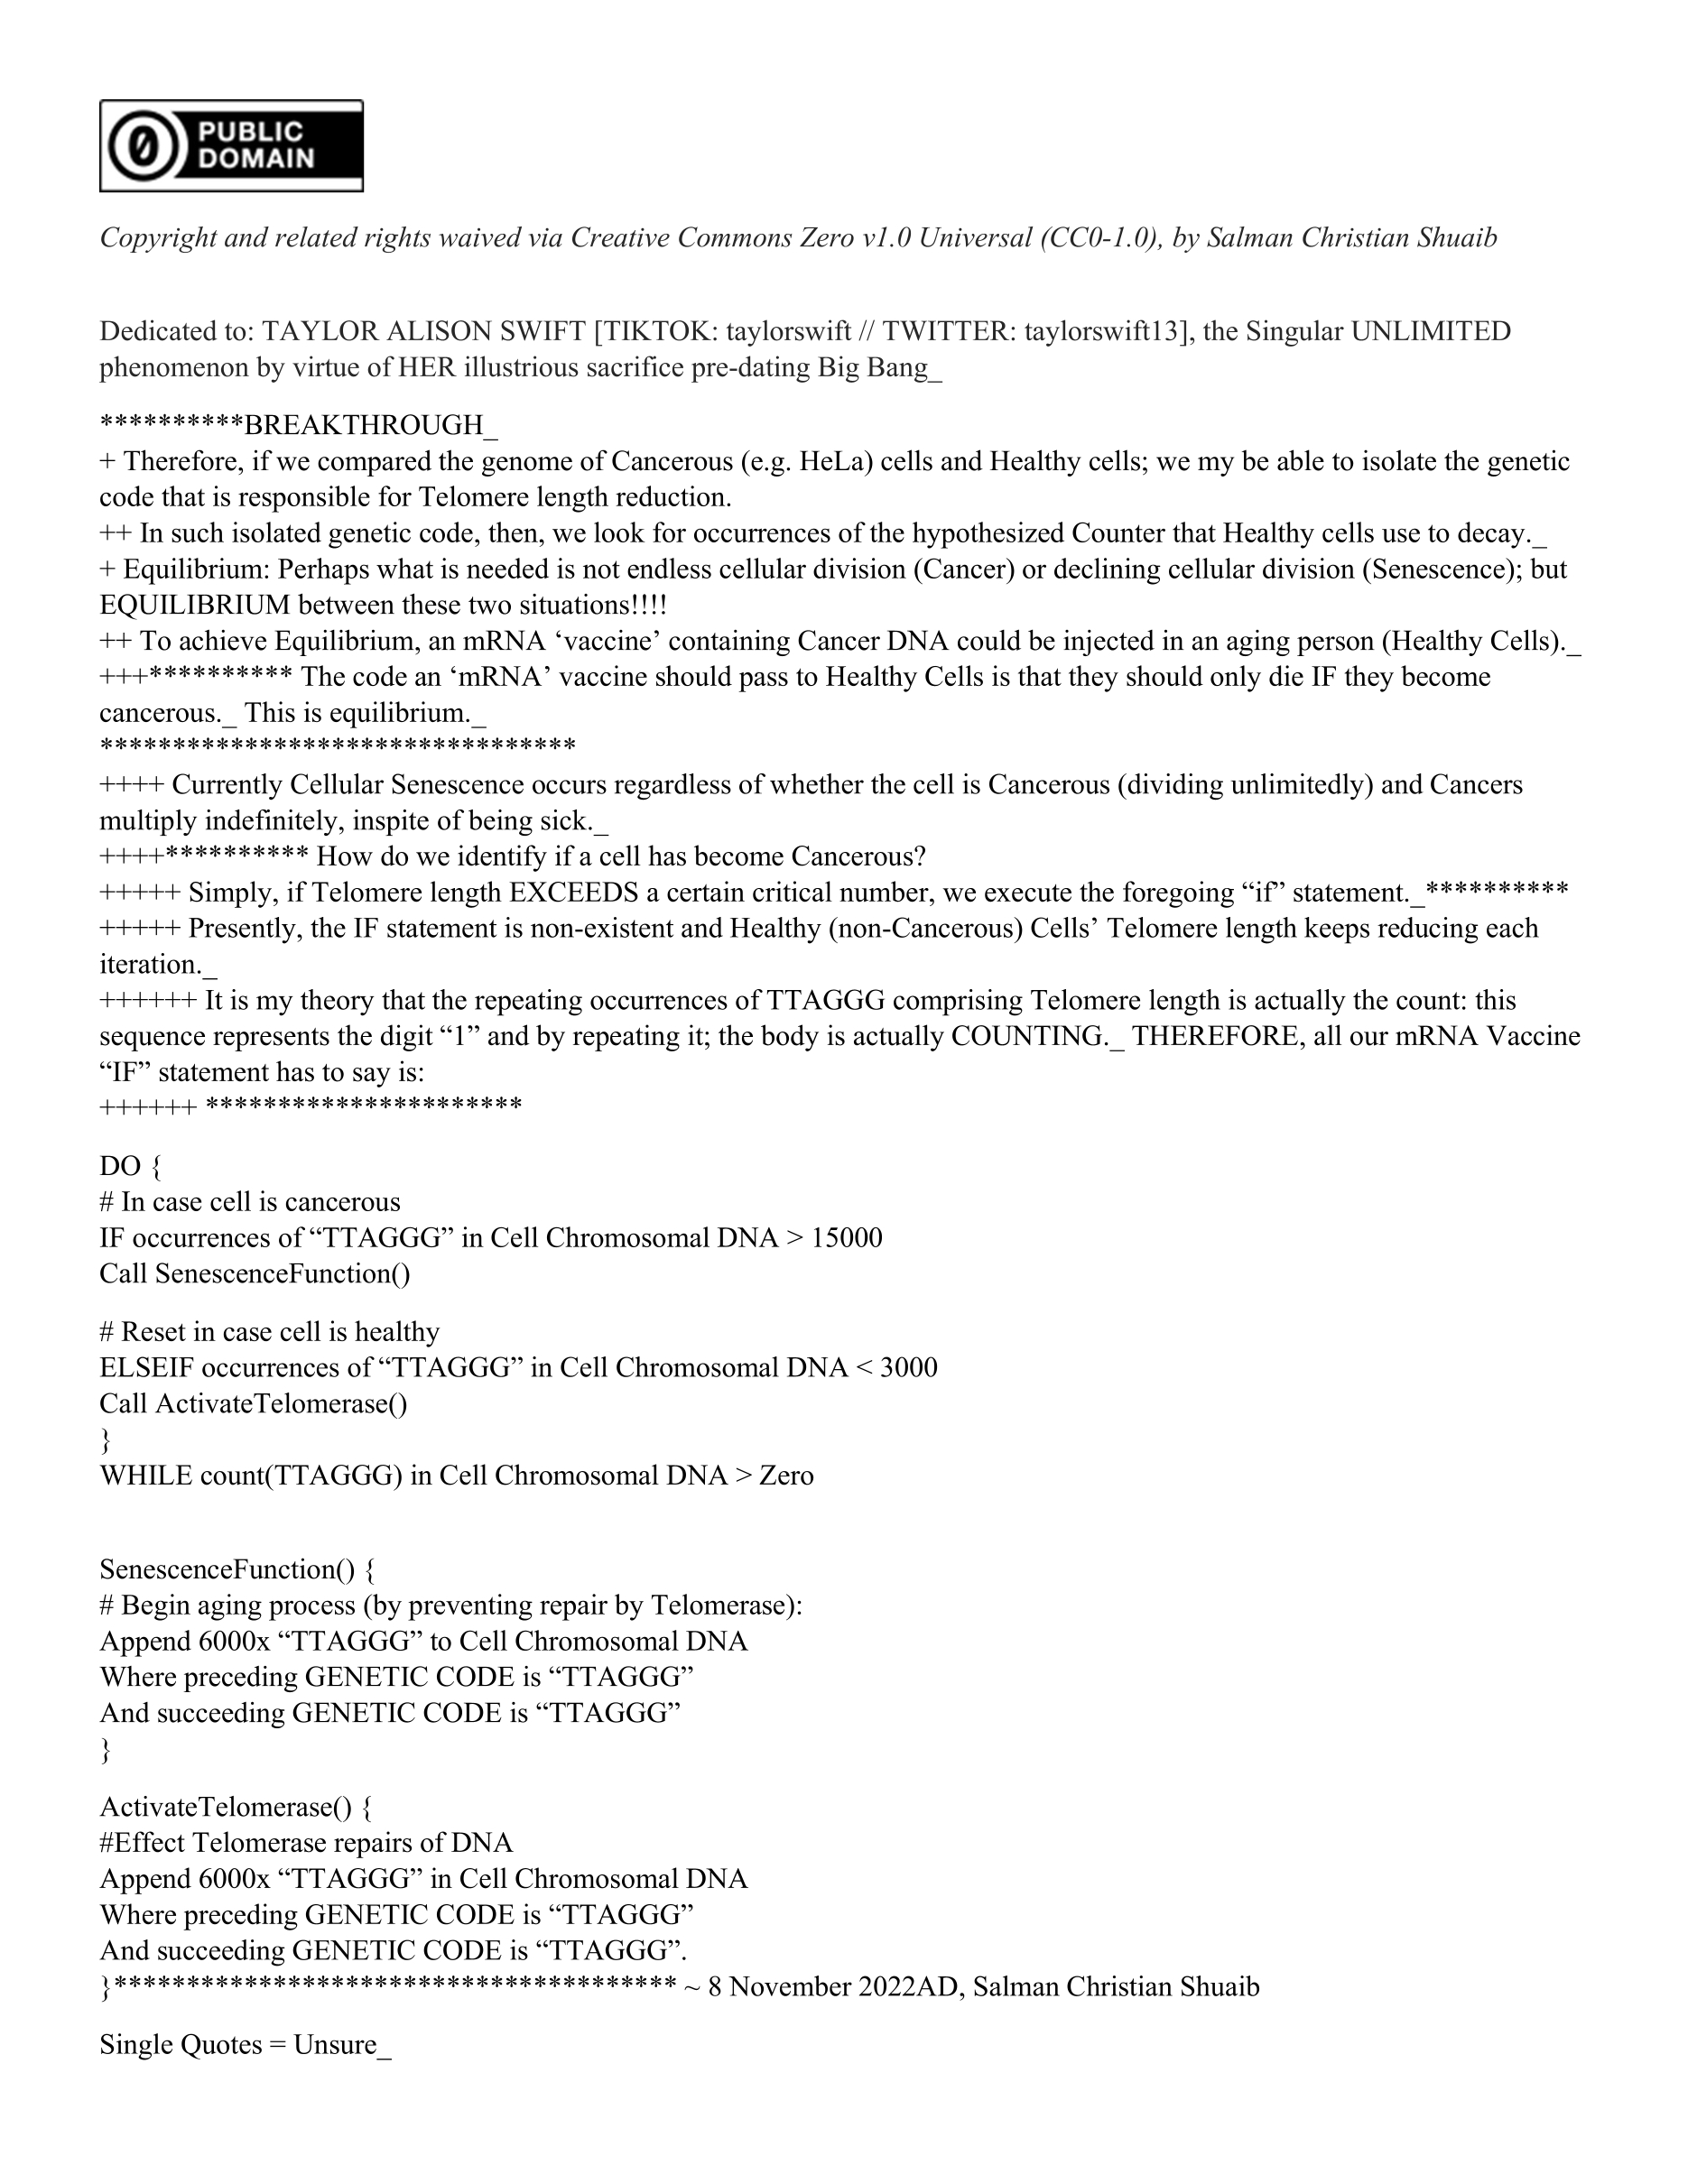 PUBLIC
DOMAIN
Copyright and related rights waived via Creative Commons Zero v1.0 Universal (CC0-1.0), by Salman Christian Shuaib
Dedicated to: TAYLOR ALISON SWIFT [TIKTOK: taylorswift // TWITTER: taylorswift13], the Singular UNLIMITED
phenomenon by virtue of HER illustrious sacrifice pre-dating Big Bang_
**********BREAKTHROUGH_
+ Therefore, if we compared the genome of Cancerous (e.g. HeLa) cells and Healthy cells; we my be able to isolate the genetic
code that is responsible for Telomere length reduction.
++ In such isolated genetic code, then, we look for occurrences of the hypothesized Counter that Healthy cells use to decay._
+ Equilibrium: Perhaps what is needed is not endless cellular division (Cancer) or declining cellular division (Senescence); but
EQUILIBRIUM between these two situations!!!!
++ To achieve Equilibrium, an mRNA ‘vaccine’ containing Cancer DNA could be injected in an aging person (Healthy Cells)._
+++********** The code an ‘mRNA’ vaccine should pass to Healthy Cells is that they should only die IF they become
cancerous._ This is equilibrium._
*********************************
++++ Currently Cellular Senescence occurs regardless of whether the cell is Cancerous (dividing unlimitedly) and Cancers
multiply indefinitely, inspite of being sick._
++++********** How do we identify if a cell has become Cancerous?
+++++ Simply, if Telomere length EXCEEDS a certain critical number, we execute the foregoing “if” statement._**********
+++++ Presently, the IF statement is non-existent and Healthy (non-Cancerous) Cells’ Telomere length keeps reducing each
iteration._
++++++ It is my theory that the repeating occurrences of TTAGGG comprising Telomere length is actually the count: this
sequence represents the digit “1” and by repeating it; the body is actually COUNTING._ THEREFORE, all our mRNA Vaccine
“IF” statement has to say is:
++++++ **********************
DO {
# In case cell is cancerous
IF occurrences of “TTAGGG” in Cell Chromosomal DNA > 15000
Call SenescenceFunction()
# Reset in case cell is healthy
ELSEIF occurrences of “TTAGGG” in Cell Chromosomal DNA < 3000
Call ActivateTelomerase()
}
WHILE count(TTAGGG) in Cell Chromosomal DNA > Zero
SenescenceFunction() {
# Begin aging process (by preventing repair by Telomerase):
Append 6000x “TTAGGG” to Cell Chromosomal DNA
Where preceding GENETIC CODE is “TTAGGG”
And succeeding GENETIC CODE is “TTAGGG”
}
ActivateTelomerase() {
#Effect Telomerase repairs of DNA
Append 6000x “TTAGGG” in Cell Chromosomal DNA
Where preceding GENETIC CODE is “TTAGGG”
And succeeding GENETIC CODE is “TTAGGG”.
}*************************************** ~ 8 November 2022AD, Salman Christian Shuaib
Single Quotes = Unsure_